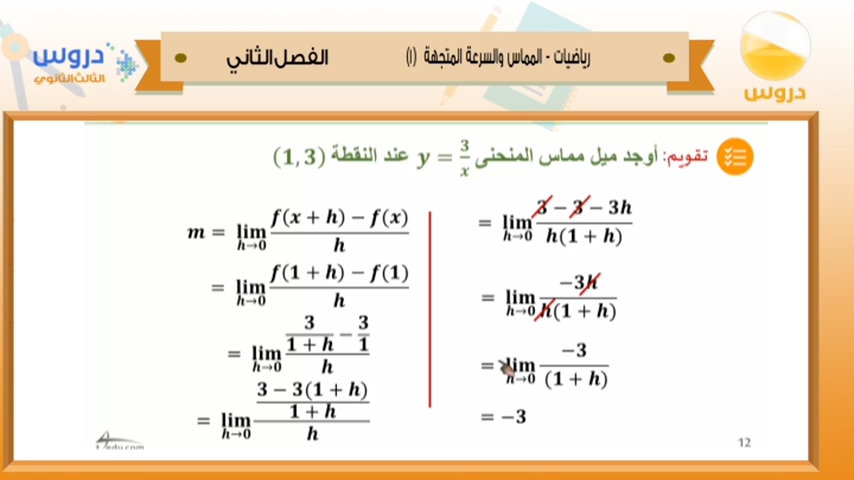 دروس
الثالث الثانوي
رياضيات - المماس والسرعة المتجهة (١)
الفصل الثاني
دروس
تقويم: أوجد ميل مماس المنحنى y = 3/x عند النقطة (1, 3)
m = lim h→0 f(x + h) − f(x) / h
= lim h→0 f(1 + h) − f(1) / h
= lim h→0 3/(1 + h) − 3/1 / h
= lim h→0 3 − 3(1 + h) / 1 + h / h
= lim h→0 3 − 3 − 3h / h(1 + h)
= lim h→0 −3h / h(1 + h)
= lim h→0 −3 / (1 + h)
= −3
12